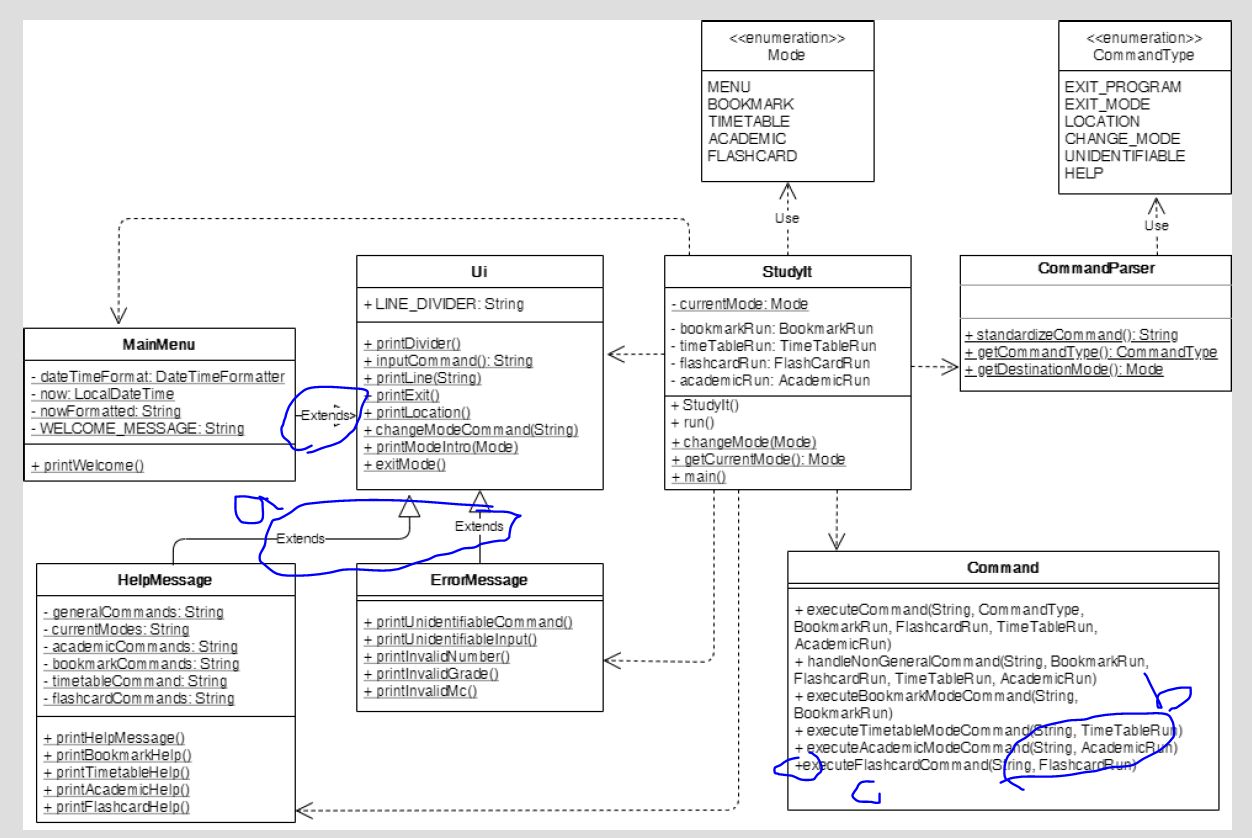 <<enumeration>>
Mode
MENU
BOOKMARK
TIMETABLE
ACADEMIC
FLASHCARD
<<enumeration>>
CommandType
EXIT_PROGRAM
EXIT_MODE
LOCATION
CHANGE_MODE
UNIDENTIFIABLE
HELP
Use
Use
MainMenu
- dateTimeFormat: DateTimeFormatter
- now: LocalDateTime
- nowFormatted: String
- WELCOME_MESSAGE: String
+ printWelcome()
Extends
Ui
+ LINE_DIVIDER: String
+ printDivider()
+ inputCommand(): String
+ printLine(String)
+ printExit()
+ printLocation()
+ changeModeCommand(String)
+ printModeIntro(Mode)
+ exitMode()
StudyIt
- currentMode: Mode
- bookmarkRun: BookmarkRun
- timeTableRun: TimeTableRun
- flashcardRun: FlashCardRun
- academicRun: AcademicRun
+ StudyIt()
+ run()
+ changeMode(Mode)
+ getCurrentMode(): Mode
+ main()
CommandParser
+ standardizeCommand(): String
+ getCommandType(): CommandType
+ getDestinationMode(): Mode
Extends
Extends
HelpMessage
- generalCommands: String
- currentModes: String
- academicCommands: String
- bookmarkCommands: String
- timetableCommand: String
- flashcardCommands: String
+ printHelpMessage()
+ printBookmarkHelp()
+ printTimetableHelp()
+ printAcademicHelp()
+ printFlashcardHelp()
ErrorMessage
+ printUnidentifiableCommand()
+ printUnidentifiableInput()
+ printInvalidNumber()
+ printInvalidGrade()
+ printInvalidMc()
Command
+ executeCommand(String, CommandType,
BookmarkRun, FlashcardRun, TimeTableRun,
AcademicRun)
+ handleNonGeneralCommand(String, BookmarkRun,
FlashcardRun, TimeTableRun, AcademicRun)
+ executeBookmarkModeCommand(String,
BookmarkRun)
+ executeTimetableModeCommand(String, TimeTableRun)
+ executeAcademicModeCommand(String, AcademicRun)
+executeFlashcardCommand(String, FlashcardRun)